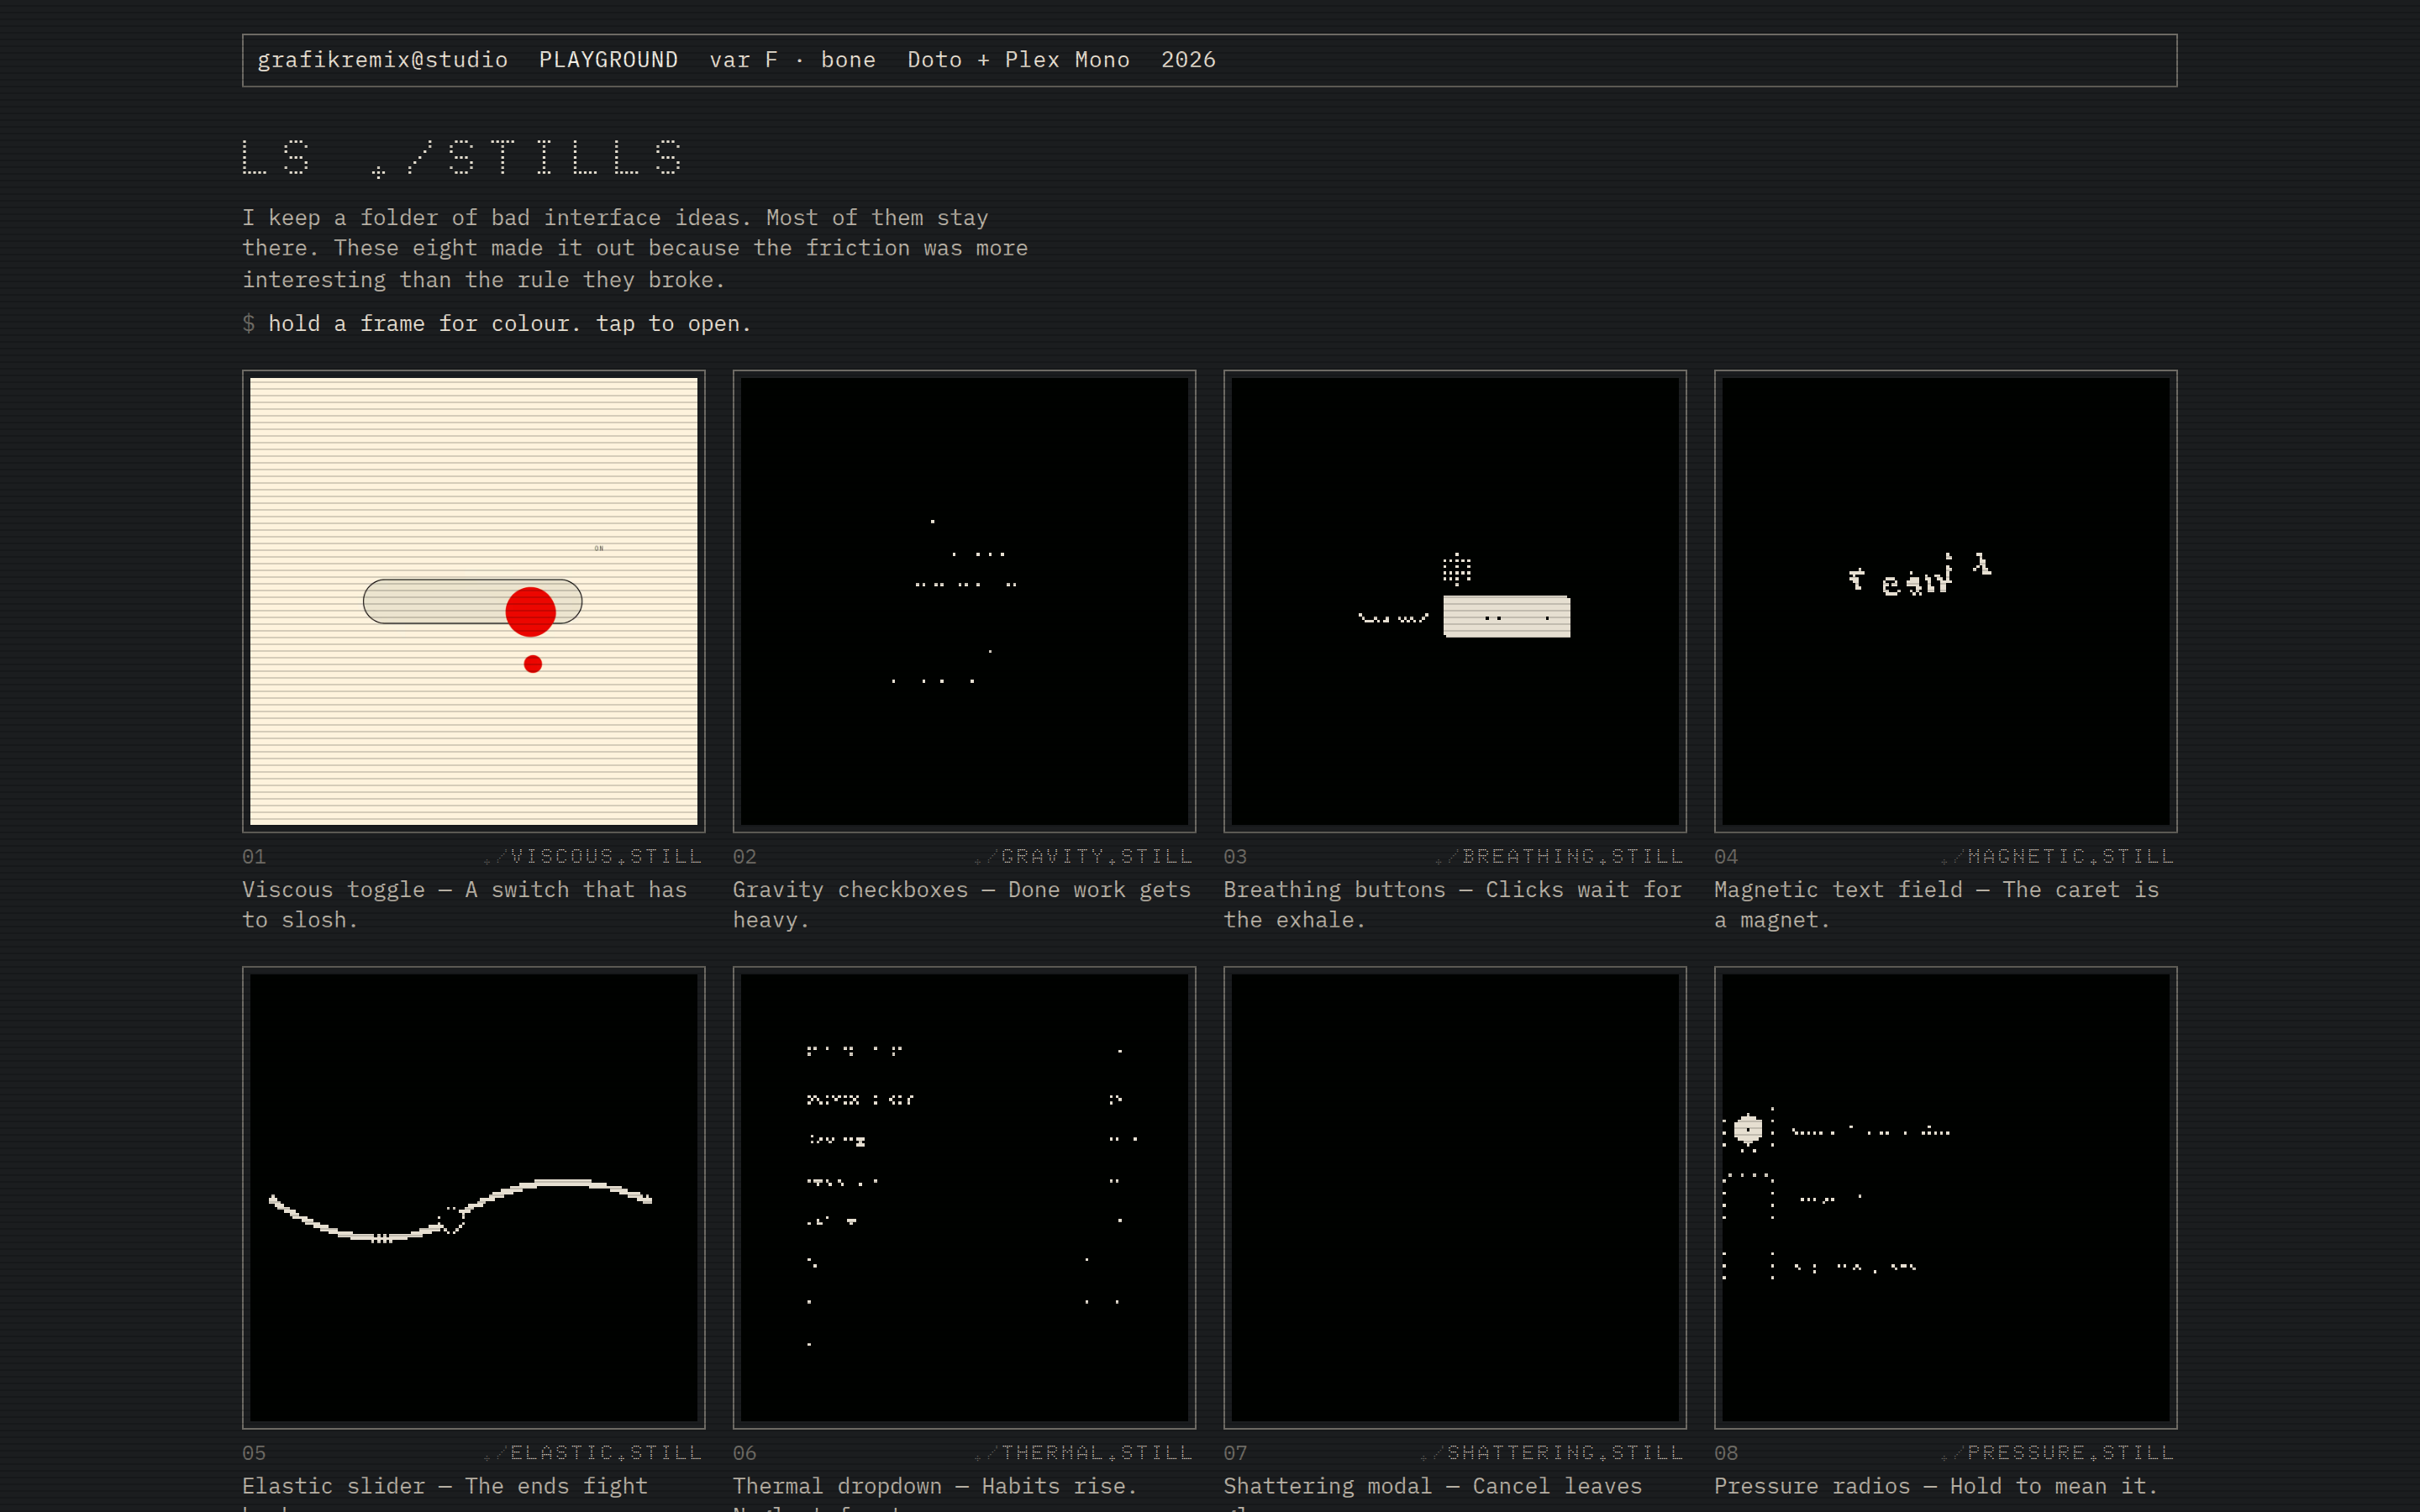 grafikremix@studio PLAYGROUND var F · bone Doto + Plex Mono 2026
LS ./STILLS
I keep a folder of bad interface ideas. Most of them stay
there. These eight made it out because the friction was more
interesting than the rule they broke.
$ hold a frame for colour. tap to open.
ON
01 ./VISCOUS.STILL
Viscous toggle — A switch that has
to slosh.
02 ./GRAVITY.STILL
Gravity checkboxes — Done work gets
heavy.
03 ./BREATHING.STILL
Breathing buttons — Clicks wait for
the exhale.
04 ./MAGNETIC.STILL
Magnetic text field — The caret is
a magnet.
05 ./ELASTIC.STILL
Elastic slider — The ends fight
06 ./THERMAL.STILL
Thermal dropdown — Habits rise.
07 ./SHATTERING.STILL
Shattering modal — Cancel leaves
08 ./PRESSURE.STILL
Pressure radios — Hold to mean it.